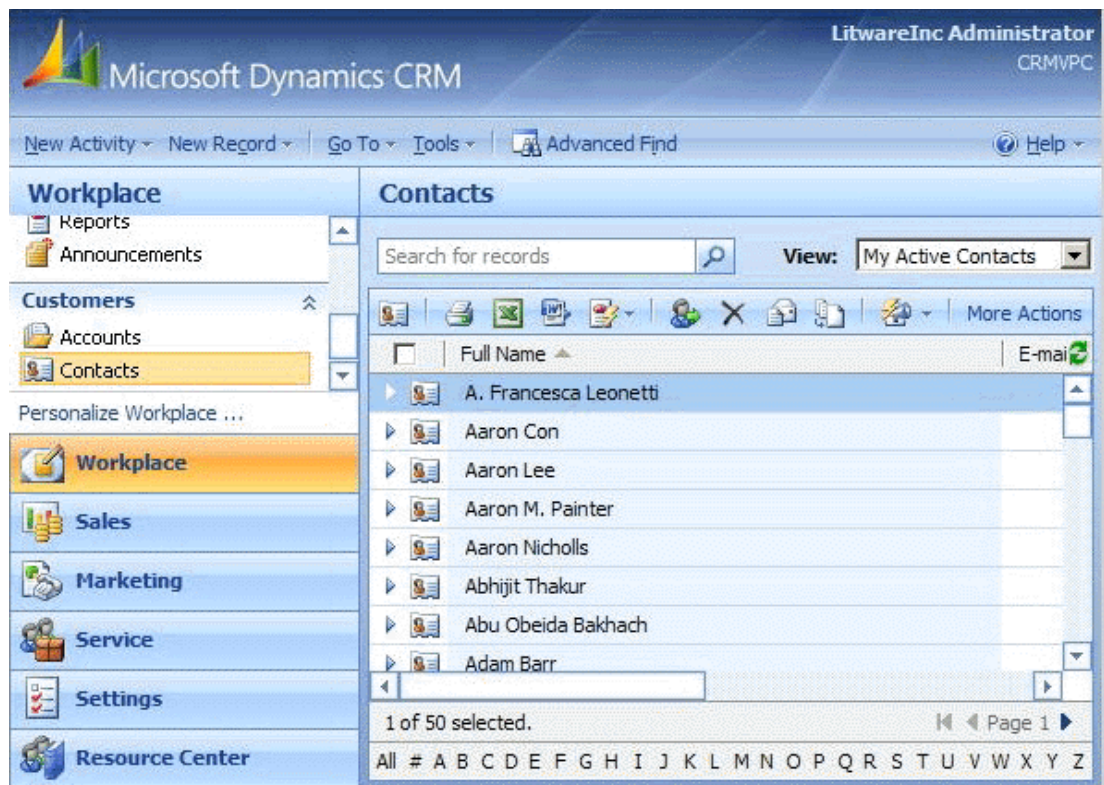 LitwareInc Administrator
Microsoft Dynamics CRM
CRMVPC
New Activity New Record Go To Tools Advanced Find Help
Workplace
Reports
Announcements
Customers
Accounts
Contacts
Personalize Workplace ...
Workplace
Sales
Marketing
Service
Settings
Resource Center
Contacts
Search for records View: My Active Contacts
More Actions
Full Name E-mai
A. Francesca Leonetti
Aaron Con
Aaron Lee
Aaron M. Painter
Aaron Nicholls
Abhijit Thakur
Abu Obeida Bakhach
Adam Barr
1 of 50 selected. Page 1
All # A B C D E F G H I J K L M N O P Q R S T U V W X Y Z